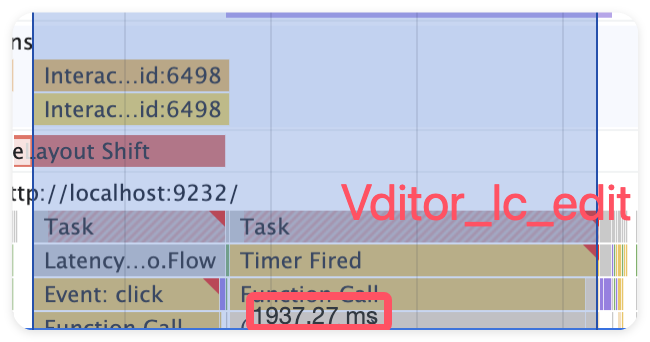 ns
Interac...id:6498
Interac...id:6498
e Layout Shift
ttp://localhost:9232/
Vditor_lc_edit
Task Task
Latency...o.Flow Timer Fired
Event: click Function Call
Function Call
1937.27 ms